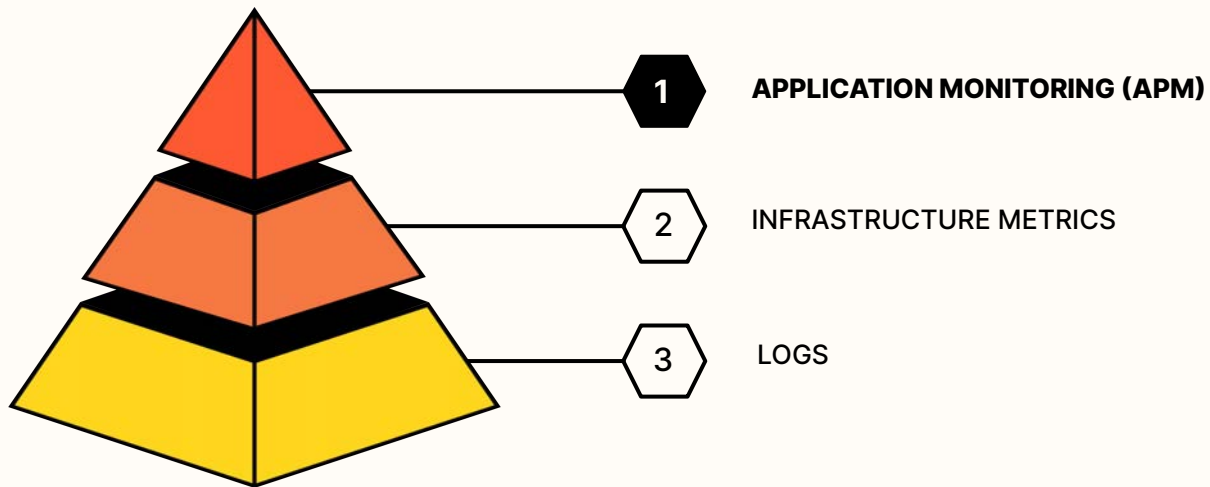 1 APPLICATION MONITORING (APM)
2 INFRASTRUCTURE METRICS
3 LOGS